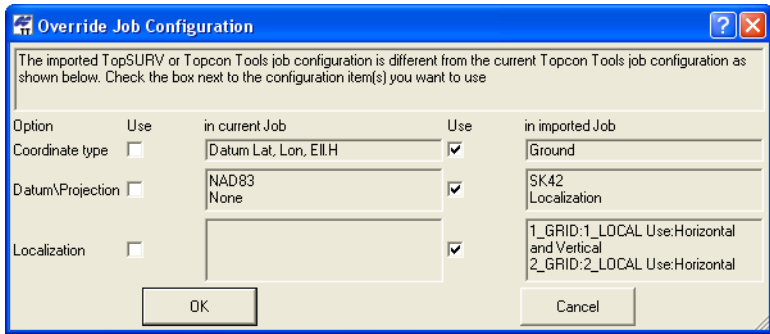 Override Job Configuration
The imported TopSURV or Topcon Tools job configuration is different from the current Topcon Tools job configuration as
shown below. Check the box next to the configuration item(s) you want to use
Option Use in current Job Use in imported Job
Coordinate type Datum Lat, Lon, Ell.H Ground
Datum\Projection NAD83 SK42
None Localization
Localization 1_GRID:1_LOCAL Use:Horizontal
and Vertical
2_GRID:2_LOCAL Use:Horizontal
OK Cancel